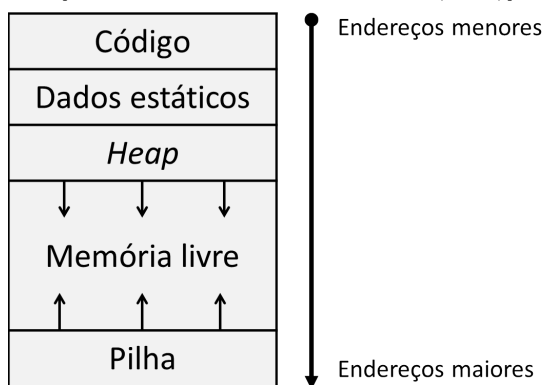 Código
Endereços menores
Dados estáticos
Heap
Memória livre
Pilha
Endereços maiores